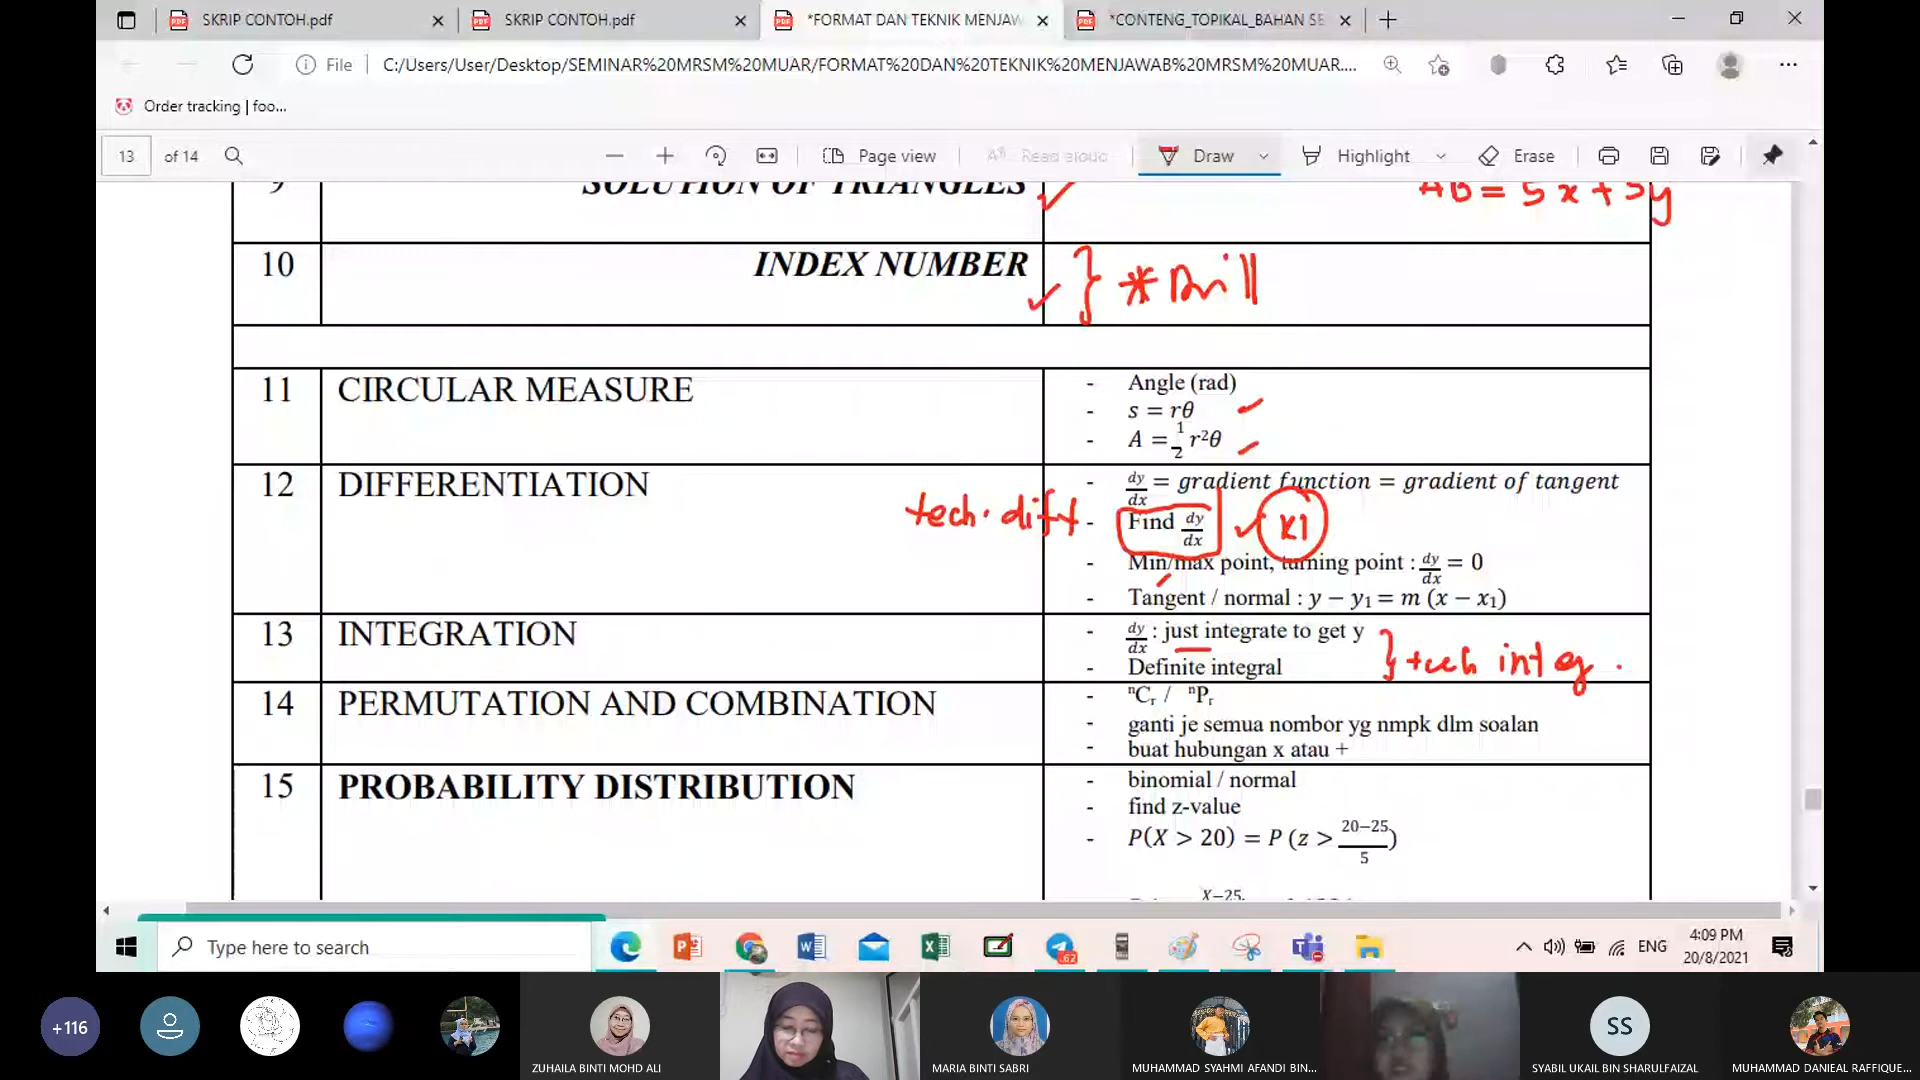 SKRIP CONTOH.pdf
SKRIP CONTOH.pdf
*FORMAT DAN TEKNIK MENJAW
*CONTENG_TOPIKAL_BAHAN SE
File
C:/Users/User/Desktop/SEMINAR%20MRSM%20MUAR/FORMAT%20DAN%20TEKNIK%20MENJAWAB%20MRSM%20MUAR....
Order tracking | foo...
13 of 14
Page view
Read aloud
Draw
Highlight
Erase
9 SOLUTION OF TRIANGLES
AB = 5x + 5y
10 INDEX NUMBER
* Drill
11 CIRCULAR MEASURE
- Angle (rad)
- s = rθ
- A = 1/2 r²θ
12 DIFFERENTIATION
- dy/dx = gradient function = gradient of tangent
tech. diff
- Find dy/dx
K1
- Min/max point, turning point : dy/dx = 0
- Tangent / normal : y − y₁ = m (x − x₁)
13 INTEGRATION
- dy/dx : just integrate to get y
- Definite integral
tech integ.
14 PERMUTATION AND COMBINATION
- ⁿCᵣ / ⁿPᵣ
- ganti je semua nombor yg nmpk dlm soalan
- buat hubungan x atau +
15 PROBABILITY DISTRIBUTION
- binomial / normal
- find z-value
- P(X > 20) = P (z > 20−25/5)
X−25
Type here to search
62
ENG
4:09 PM
20/8/2021
+116
SS
ZUHAILA BINTI MOHD ALI
MARIA BINTI SABRI
MUHAMMAD SYAHMI AFANDI BIN...
SYABIL UKAIL BIN SHARULFAIZAL
MUHAMMAD DANIEAL RAFFIQUE...